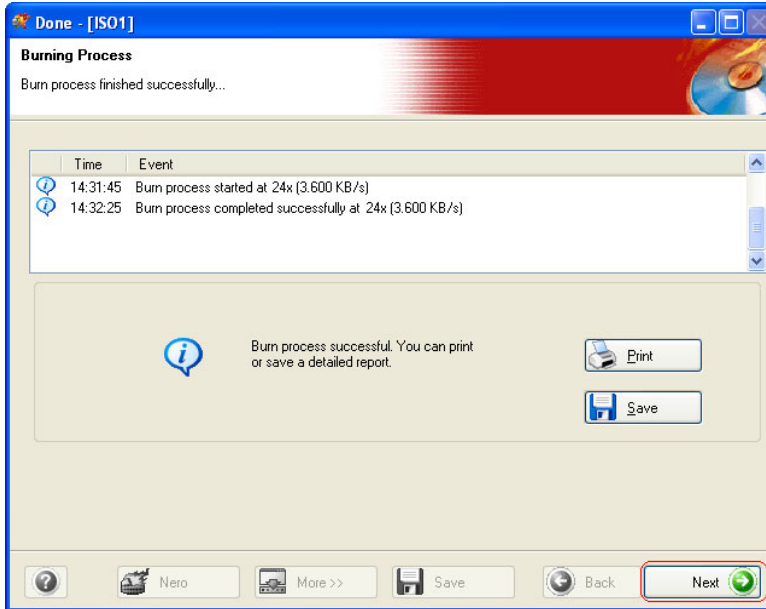 Done - [ISO1]
Burning Process
Burn process finished successfully...
Time Event
14:31:45 Burn process started at 24x (3.600 KB/s)
14:32:25 Burn process completed successfully at 24x (3.600 KB/s)
Burn process successful. You can print
or save a detailed report.
Print
Save
Nero More >> Save Back Next